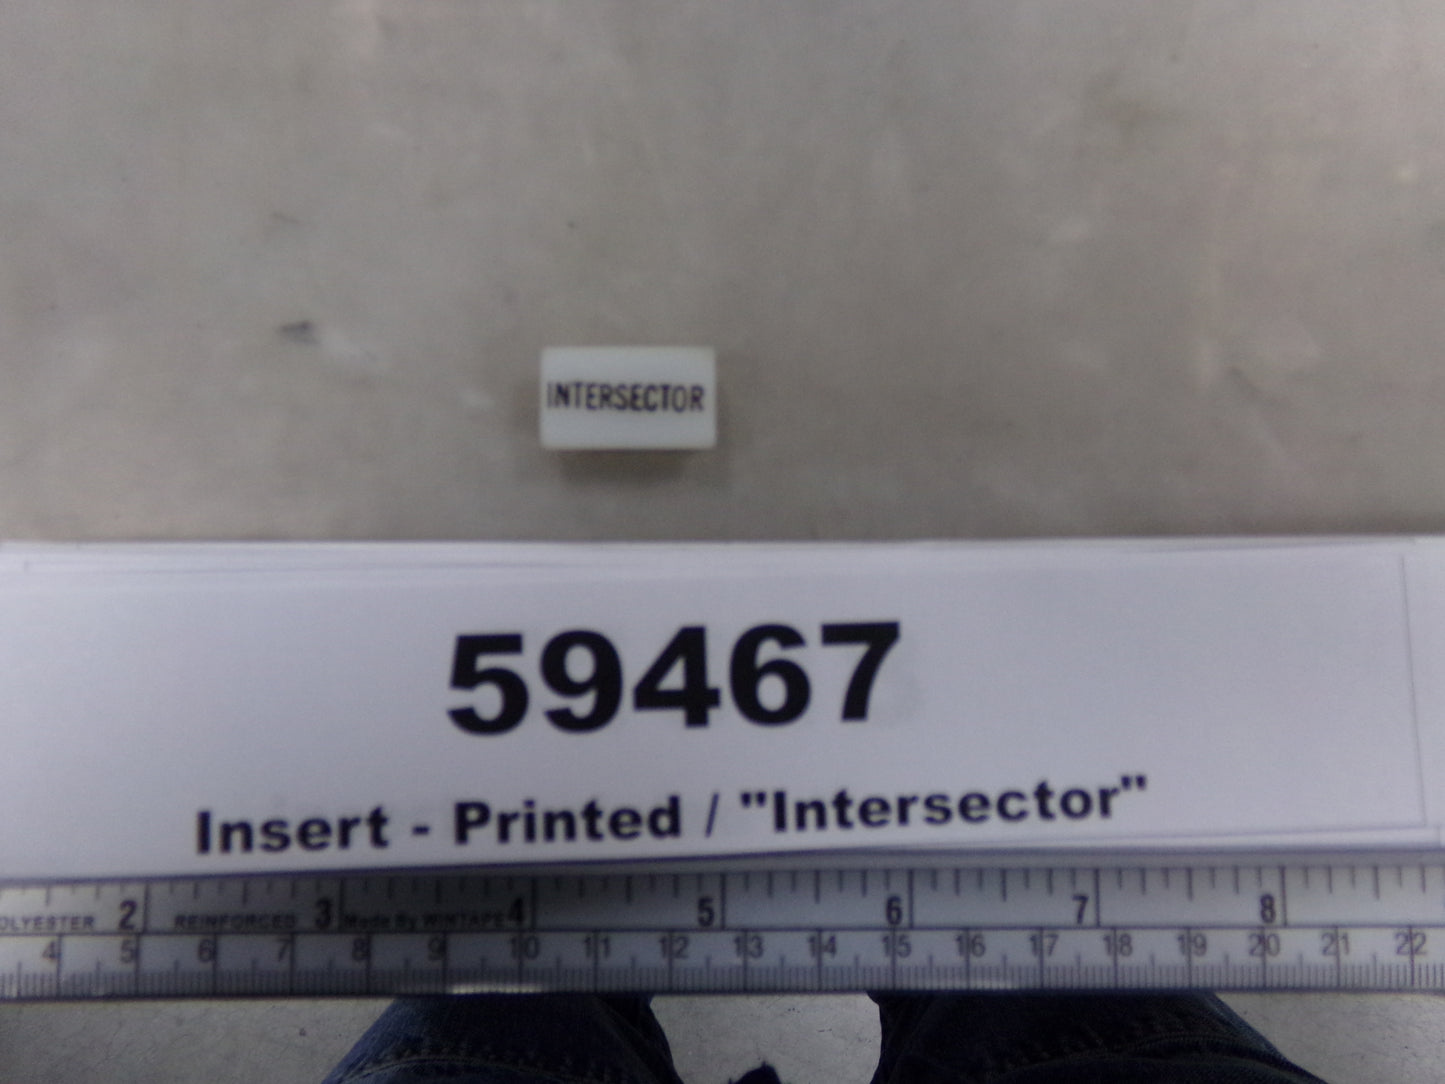 INTERSECTOR
59467
Insert - Printed / "Intersector"
OLYESTER 2 REINFORCED 3 Made By WINTAPE 4 5 6 7 8
4 5 6 7 8 9 10 11 12 13 14 15 16 17 18 19 20 21 22